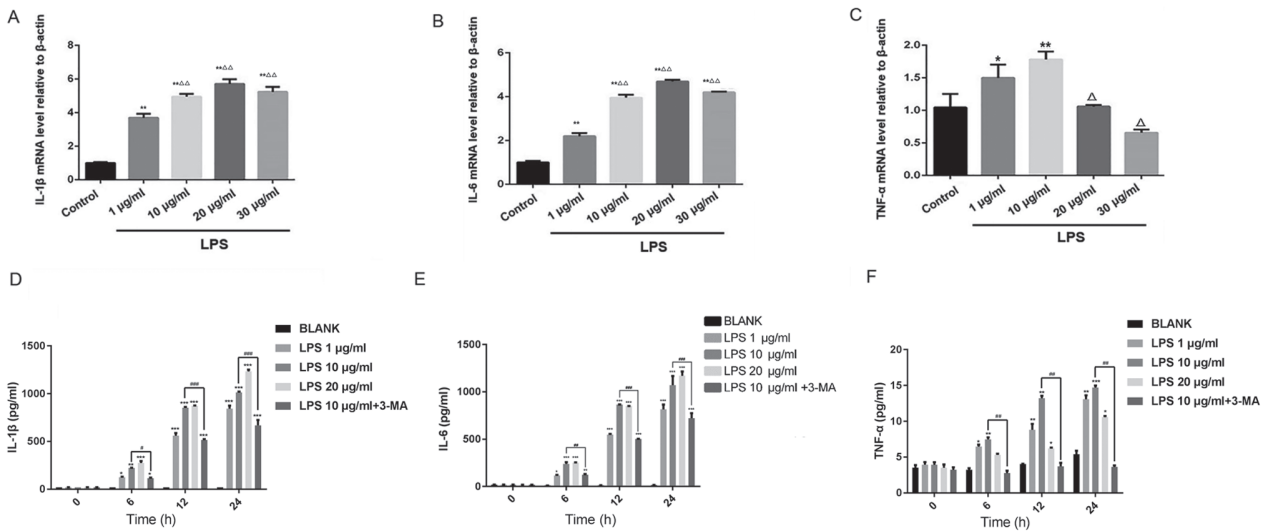 A
IL-1β mRNA level relative to β-actin
8
6
4
2
0
**
**△△
**△△
**△△
Control
1 μg/ml
10 μg/ml
20 μg/ml
30 μg/ml
LPS
B
IL-6 mRNA level relative to β-actin
6
4
2
0
**
**△△
**△△
**△△
Control
1 μg/ml
10 μg/ml
20 μg/ml
30 μg/ml
LPS
C
TNF-α mRNA level relative to β-actin
2.0
1.5
1.0
0.5
0.0
*
**
△
△
Control
1 μg/ml
10 μg/ml
20 μg/ml
30 μg/ml
LPS
D
BLANK
LPS 1 μg/ml
LPS 10 μg/ml
LPS 20 μg/ml
LPS 10 μg/ml+3-MA
IL-1β (pg/ml)
1500
1000
500
0
*
**
***
*
#
***
***
***
***
###
***
***
***
***
###
0
6
12
24
Time (h)
E
BLANK
LPS 1 μg/ml
LPS 10 μg/ml
LPS 20 μg/ml
LPS 10 μg/ml +3-MA
IL-6 (pg/ml)
1500
1000
500
0
*
**
**
**
##
***
***
***
***
###
***
***
***
***
###
0
6
12
24
Time (h)
F
BLANK
LPS 1 μg/ml
LPS 10 μg/ml
LPS 20 μg/ml
LPS 10 μg/ml+3-MA
TNF-α (pg/ml)
20
15
10
5
0
*
**
##
**
**
*
##
**
***
*
##
0
6
12
24
Time (h)